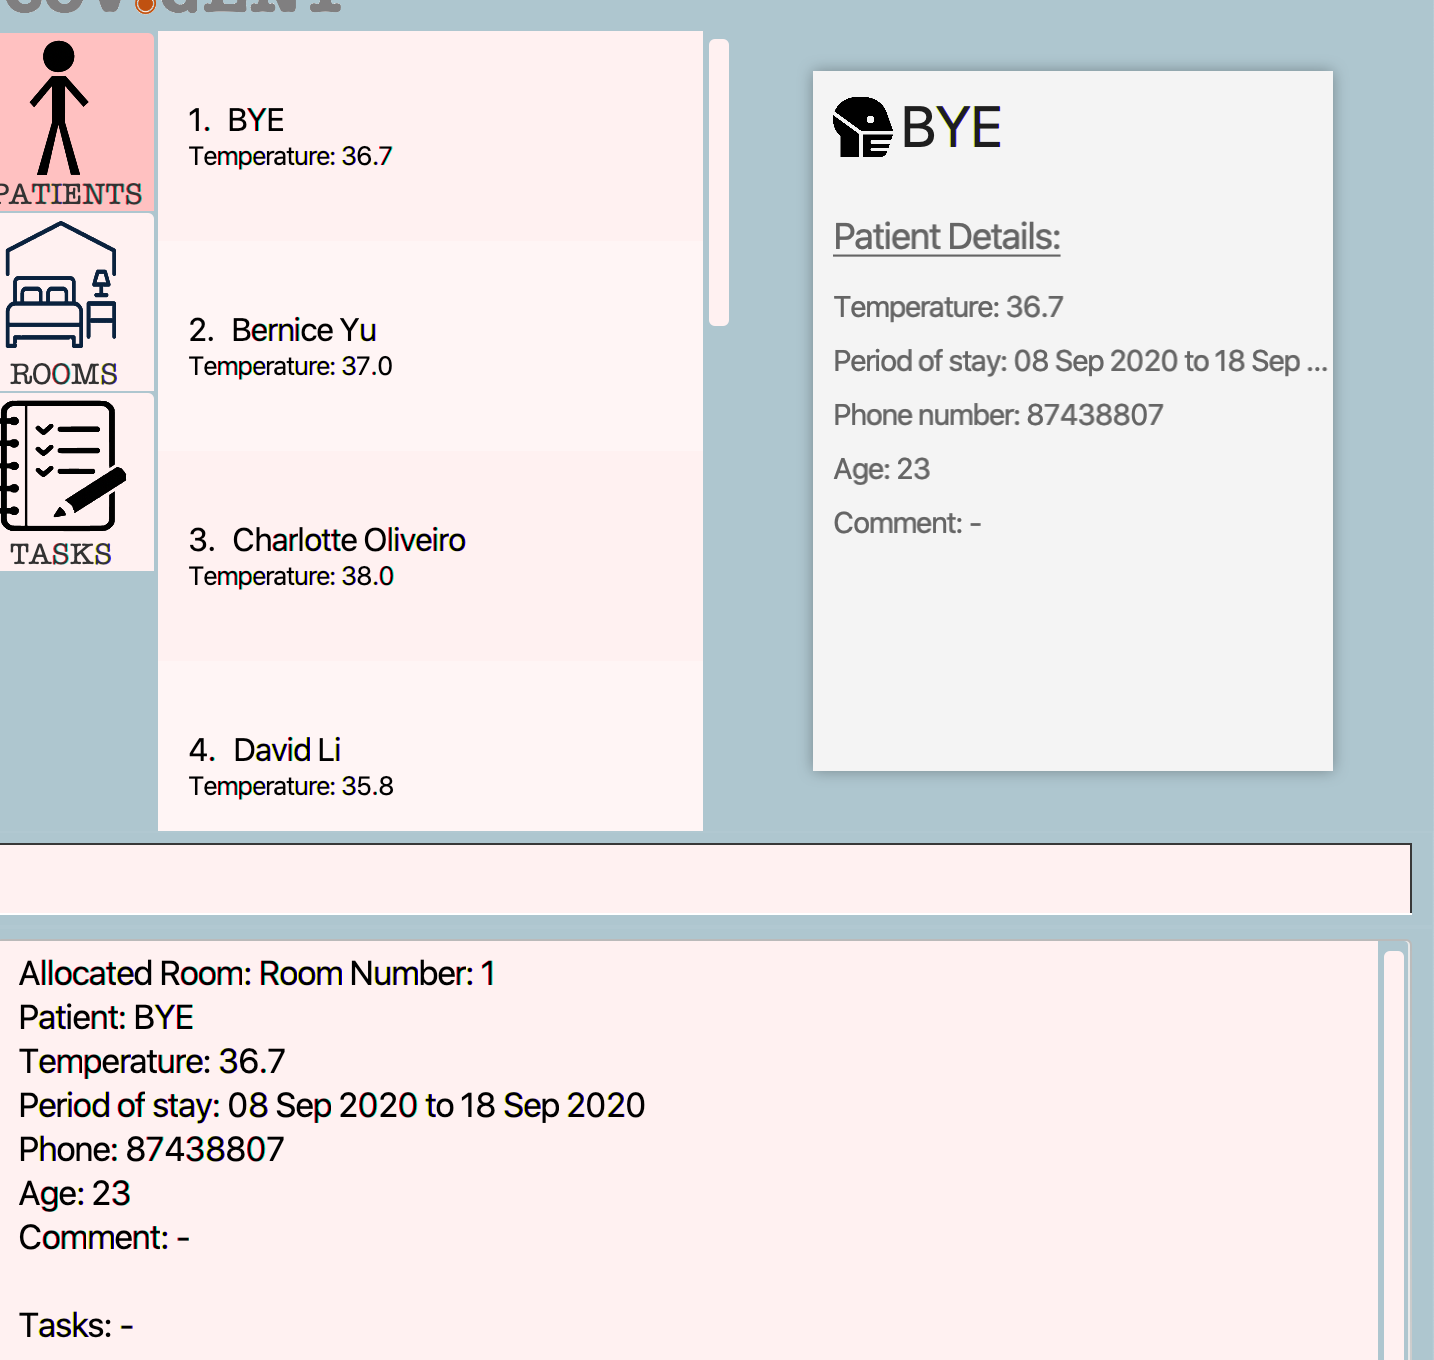 PATIENTS
ROOMS
TASKS
1. BYE
Temperature: 36.7
2. Bernice Yu
Temperature: 37.0
3. Charlotte Oliveiro
Temperature: 38.0
4. David Li
Temperature: 35.8
BYE
Patient Details:
Temperature: 36.7
Period of stay: 08 Sep 2020 to 18 Sep ...
Phone number: 87438807
Age: 23
Comment: -
Allocated Room: Room Number: 1
Patient: BYE
Temperature: 36.7
Period of stay: 08 Sep 2020 to 18 Sep 2020
Phone: 87438807
Age: 23
Comment: -
Tasks: -